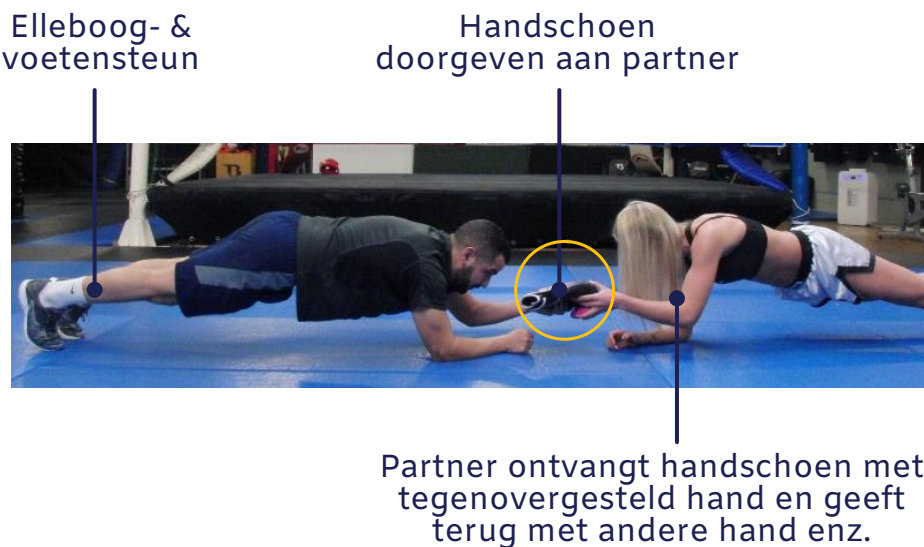 Elleboog- &
voetensteun
Handschoen
doorgeven aan partner
Partner ontvangt handschoen met
tegenovergesteld hand en geeft
terug met andere hand enz.